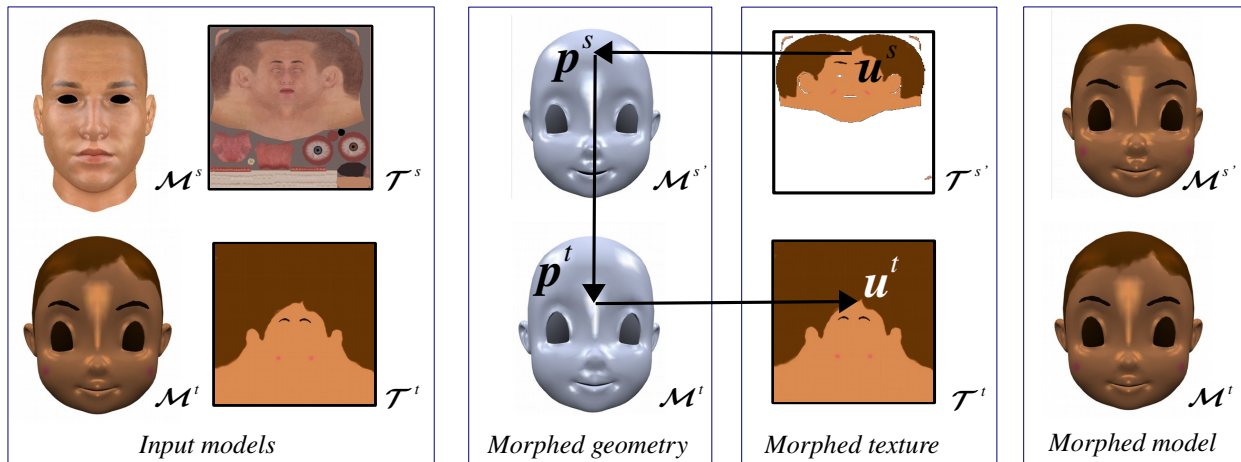 p^s
u^s
M^s
T^s
M^s'
T^s'
M^s'
p^t
u^t
M^t
T^t
M^t
T^t
M^t
Input models
Morphed geometry
Morphed texture
Morphed model